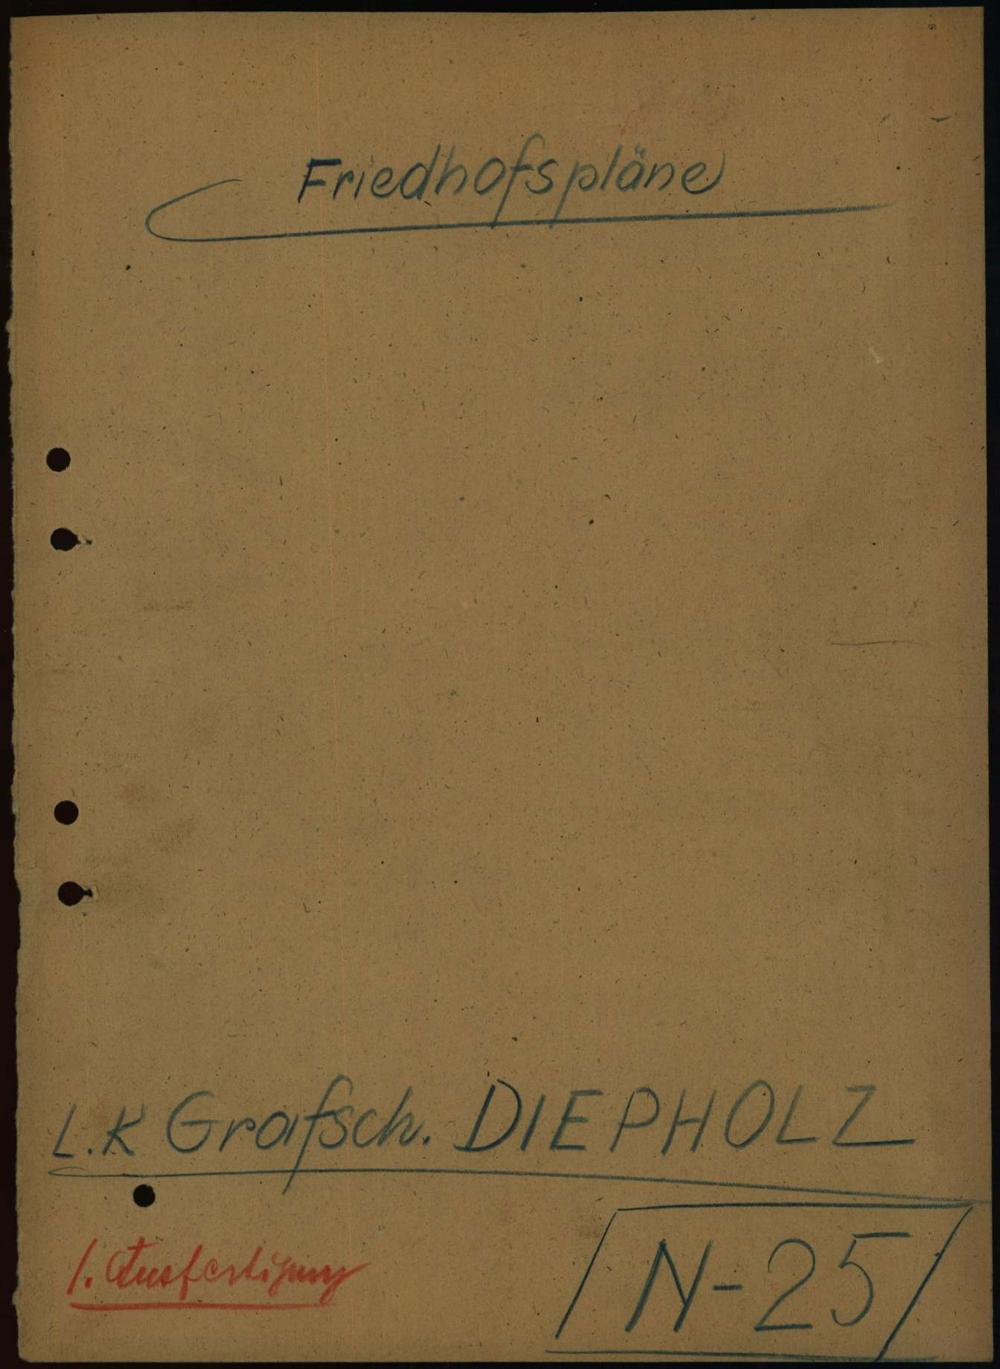 Friedhofspläne
L.K Grafsch. DIEPHOLZ
1. Ausfertigung
N-25